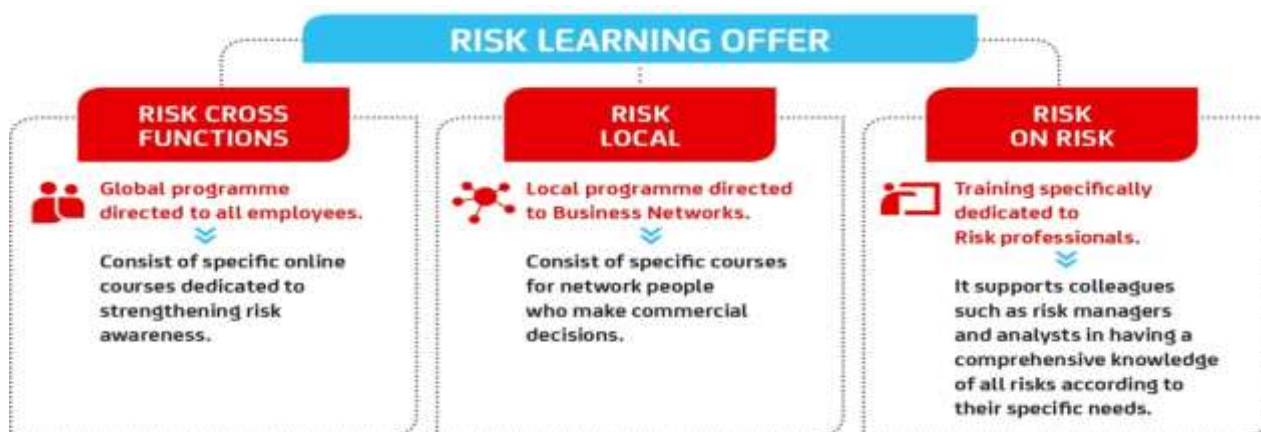 RISK LEARNING OFFER
RISK CROSS
FUNCTIONS
Global programme
directed to all employees.
Consist of specific online
courses dedicated to
strengthening risk
awareness.
RISK
LOCAL
Local programme directed
to Business Networks.
Consist of specific courses
for network people
who make commercial
decisions.
RISK
ON RISK
Training specifically
dedicated to
Risk professionals.
It supports colleagues
such as risk managers
and analysts in having a
comprehensive knowledge
of all risks according to
their specific needs.